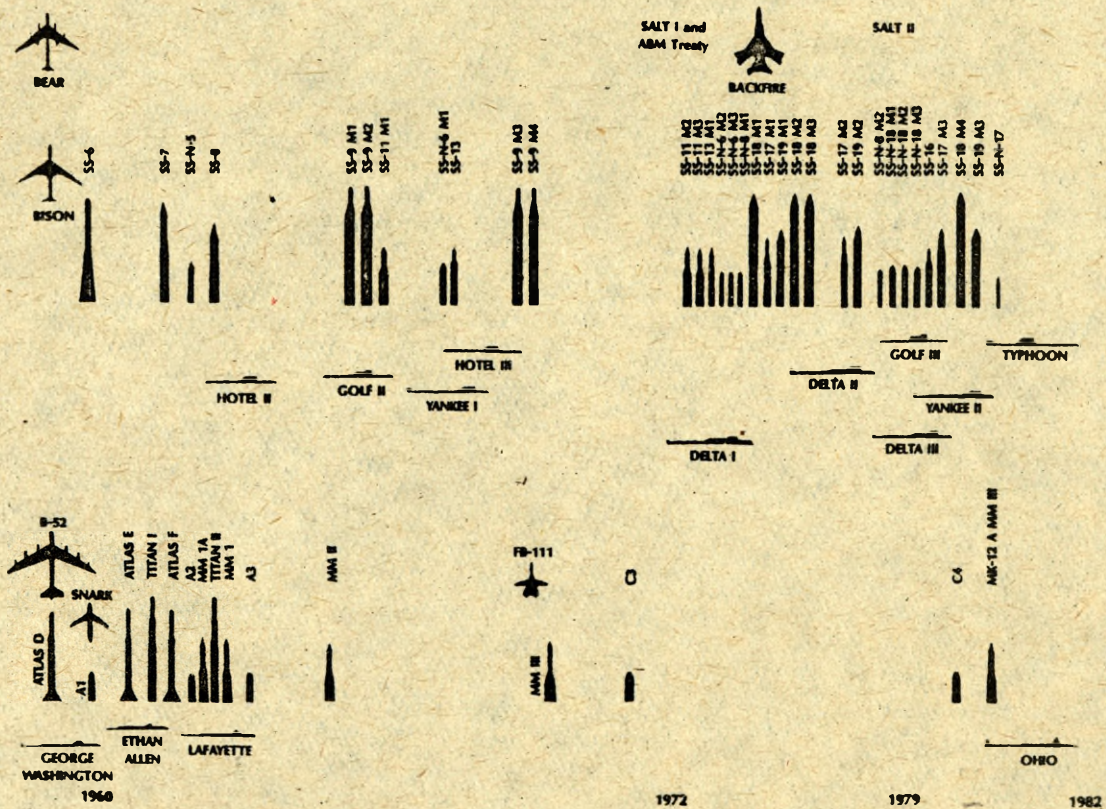 SALT I and
ABM Treaty
SALT II
BEAR
BACKFIRE
BISON
SS-6
SS-7
SS-N-5
SS-8
SS-9 M1
SS-9 M2
SS-11 M1
SS-N-6 M1
SS-13
SS-9 M3
SS-9 M4
SS-11 M2
SS-11 M3
SS-13 M1
SS-N-6 M2
SS-N-6 M3
SS-N-8 M1
SS-18 M1
SS-17 M1
SS-19 M1
SS-18 M2
SS-18 M3
SS-17 M2
SS-19 M2
SS-N-8 M2
SS-N-18 M1
SS-N-18 M2
SS-N-18 M3
SS-16
SS-17 M3
SS-18 M4
SS-19 M3
SS-N-17
HOTEL II
GOLF II
YANKEE I
HOTEL III
DELTA I
DELTA II
GOLF III
YANKEE II
DELTA III
TYPHOON
B-52
SNARK
ATLAS D
A1
ATLAS E
TITAN I
ATLAS F
A2
MM 1A
TITAN II
MM 1
A3
MM II
FB-111
MM III
C3
C4
MK-12 A MM III
GEORGE
WASHINGTON
ETHAN
ALLEN
LAFAYETTE
OHIO
1960
1972
1979
1982